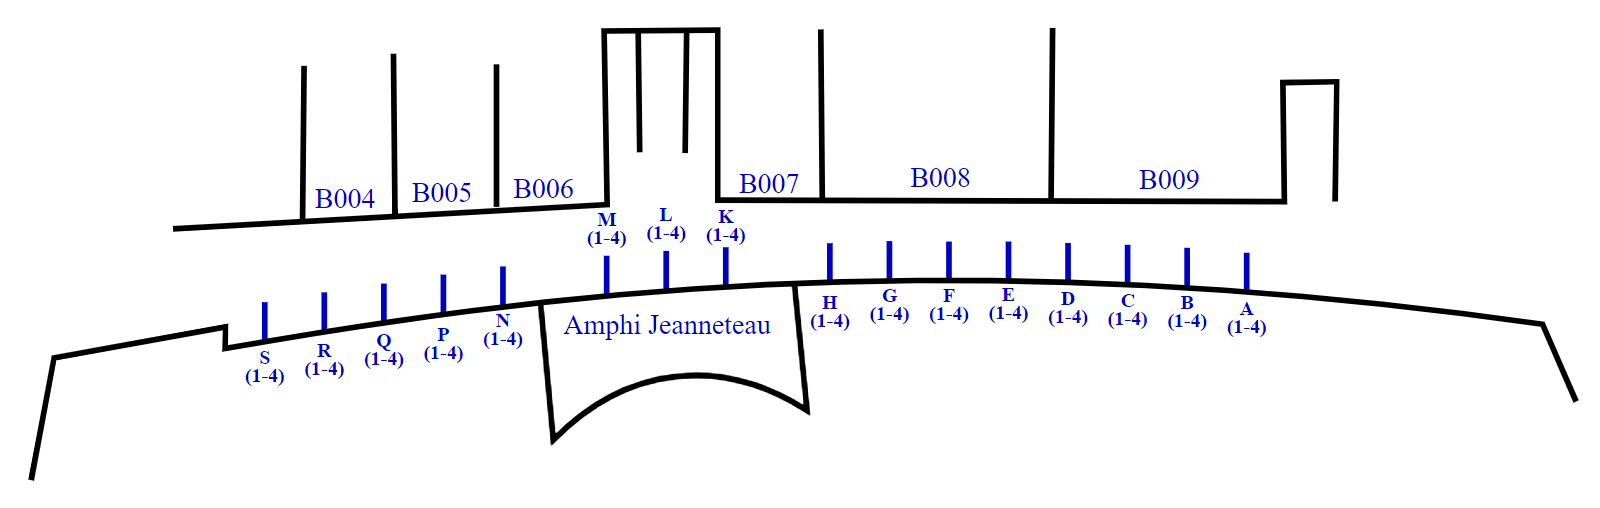 B004
B005
B006
B007
B008
B009
M
(1-4)
L
(1-4)
K
(1-4)
S
(1-4)
R
(1-4)
Q
(1-4)
P
(1-4)
N
(1-4)
Amphi Jeanneteau
H
(1-4)
G
(1-4)
F
(1-4)
E
(1-4)
D
(1-4)
C
(1-4)
B
(1-4)
A
(1-4)